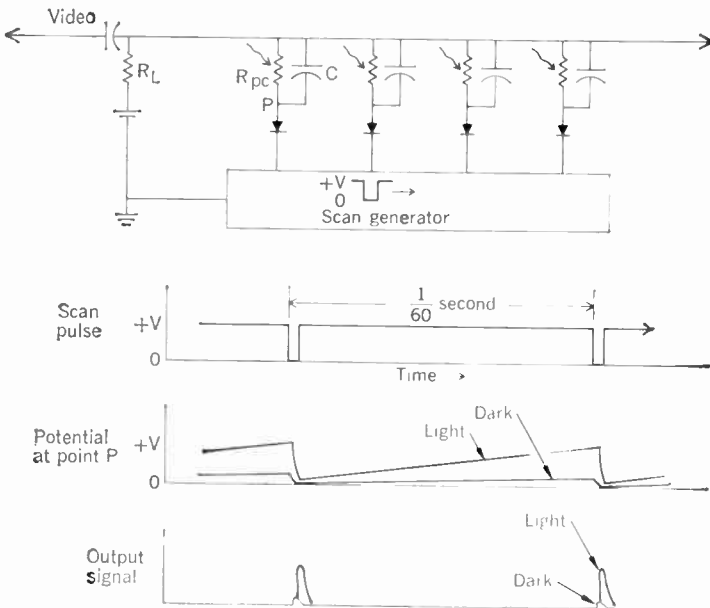 Video
R_L
R_pc
C
P
+V
0
Scan generator
Scan
pulse
+V
0
1/60 second
Time
Potential
at point P
+V
0
Light
Dark
Output
signal
Light
Dark